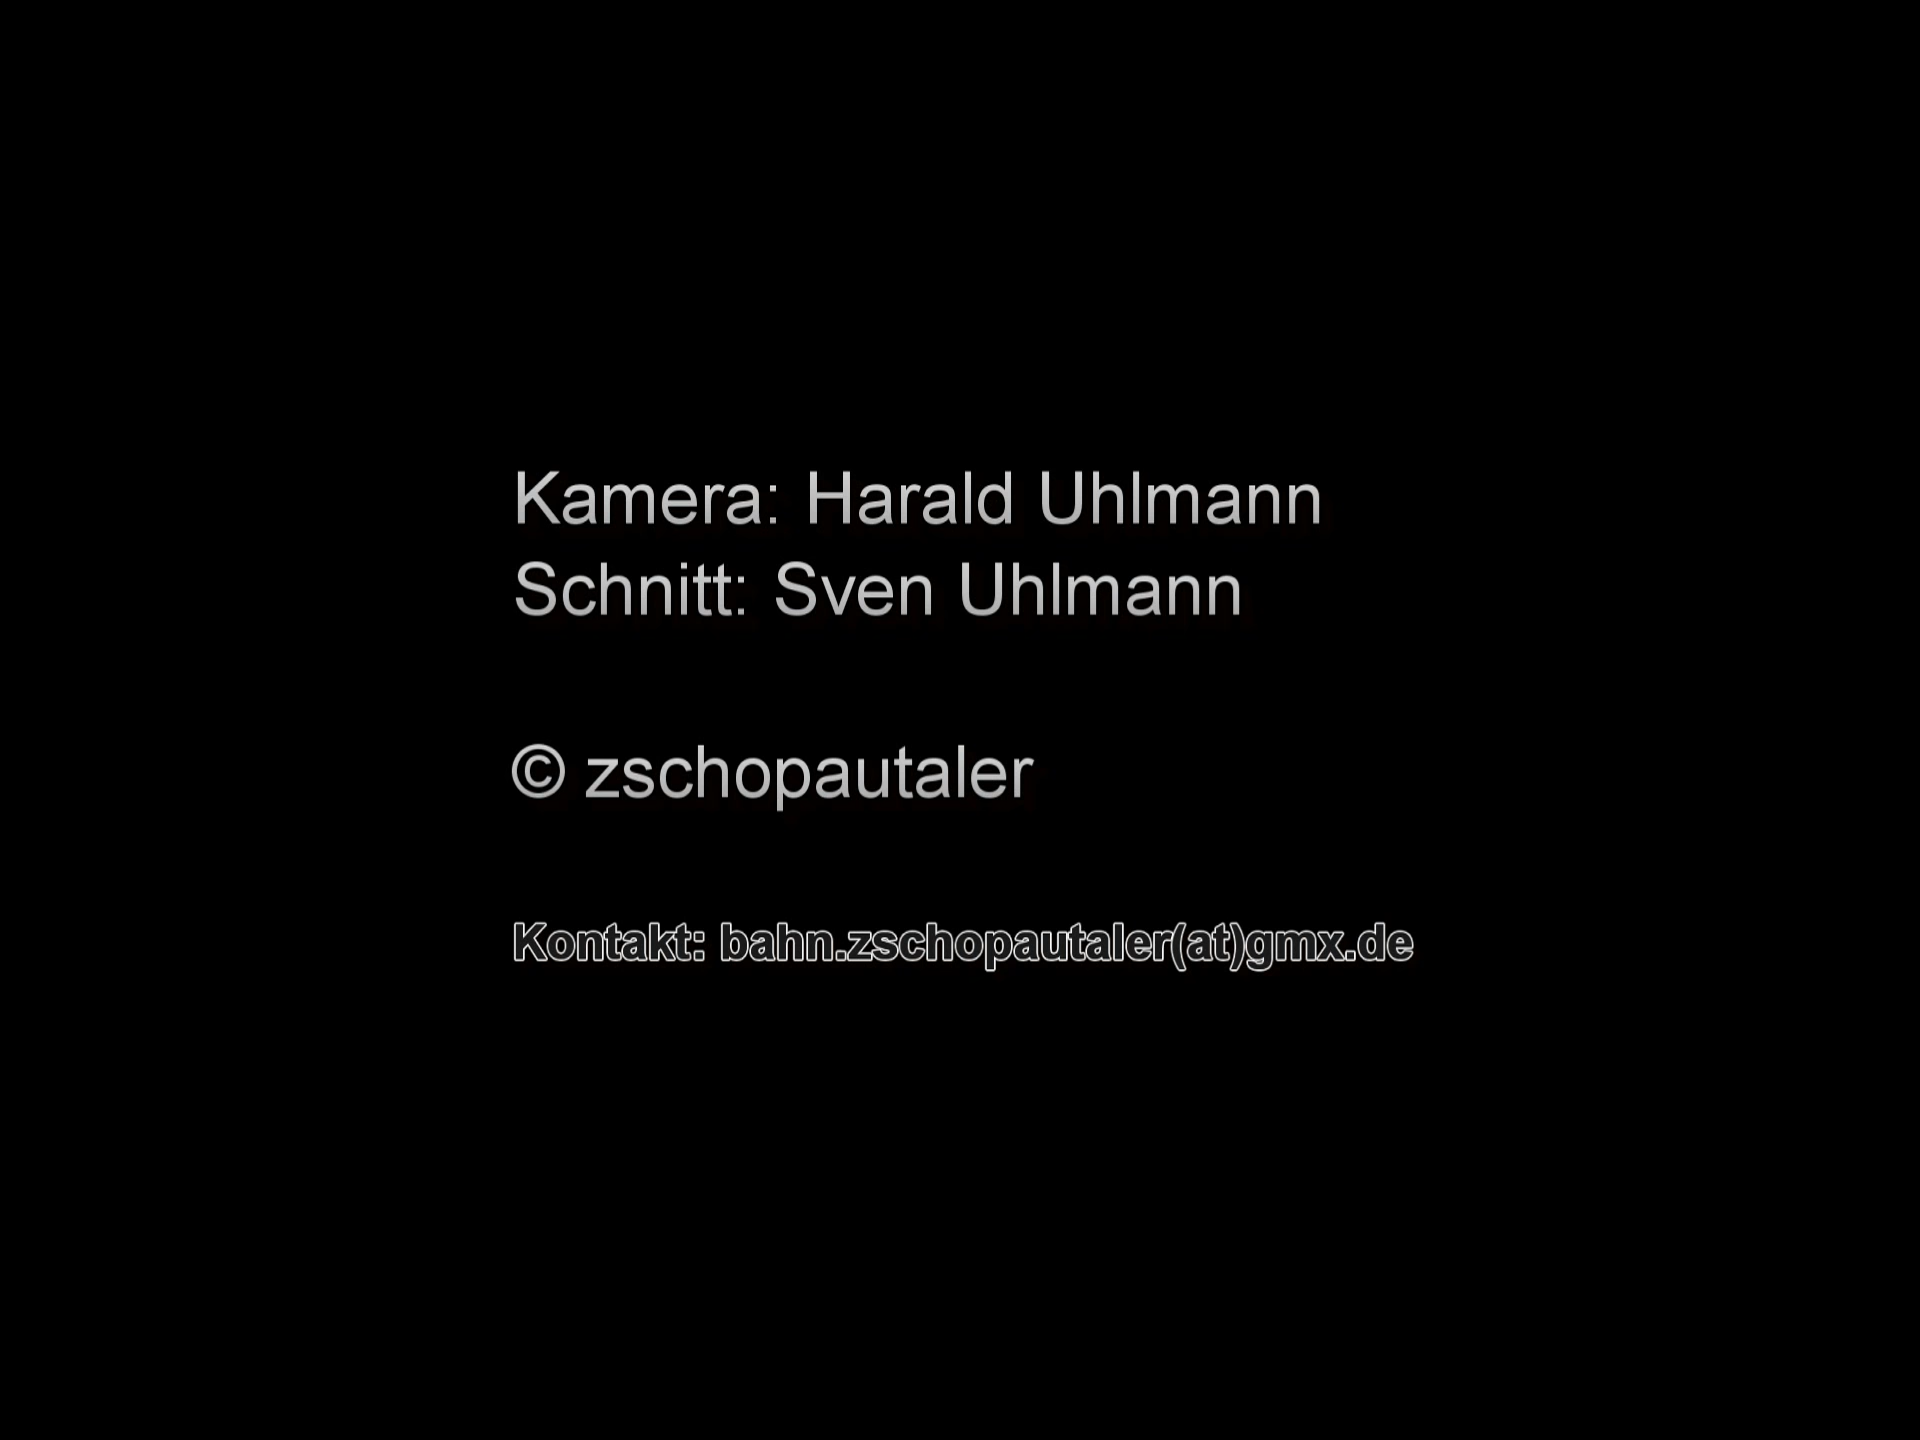 Kamera: Harald Uhlmann
Schnitt: Sven Uhlmann
© zschopautaler
Kontakt: bahn.zschopautaler(at)gmx.de